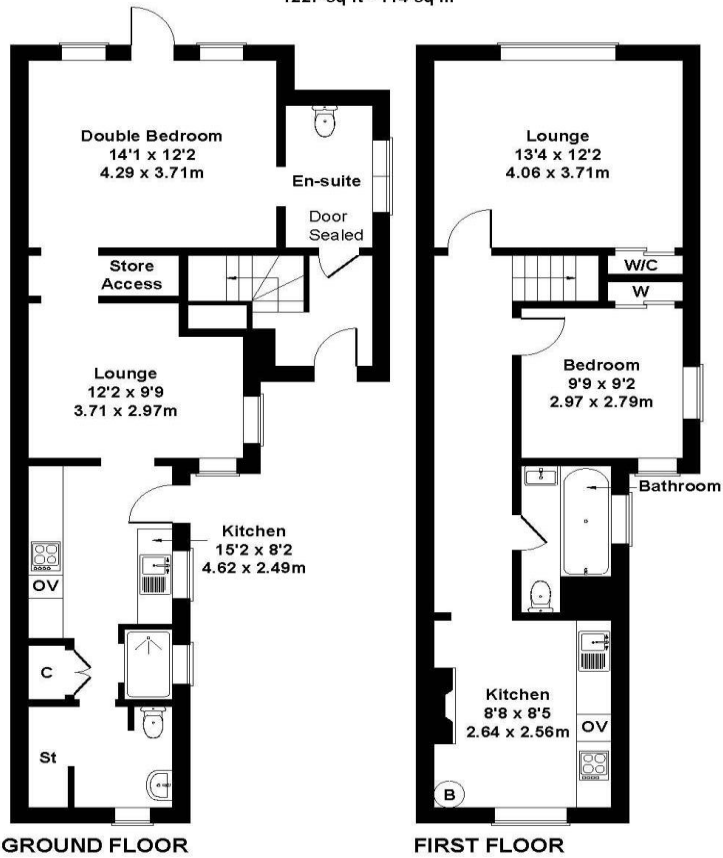 Double Bedroom
14'1 x 12'2
4.29 x 3.71m
En-suite
Door
Sealed
Store
Access
Lounge
12'2 x 9'9
3.71 x 2.97m
Kitchen
15'2 x 8'2
4.62 x 2.49m
OV
C
St
GROUND FLOOR
Lounge
13'4 x 12'2
4.06 x 3.71m
W/C
W
Bedroom
9'9 x 9'2
2.97 x 2.79m
Bathroom
Kitchen
8'8 x 8'5
2.64 x 2.56m
OV
B
FIRST FLOOR